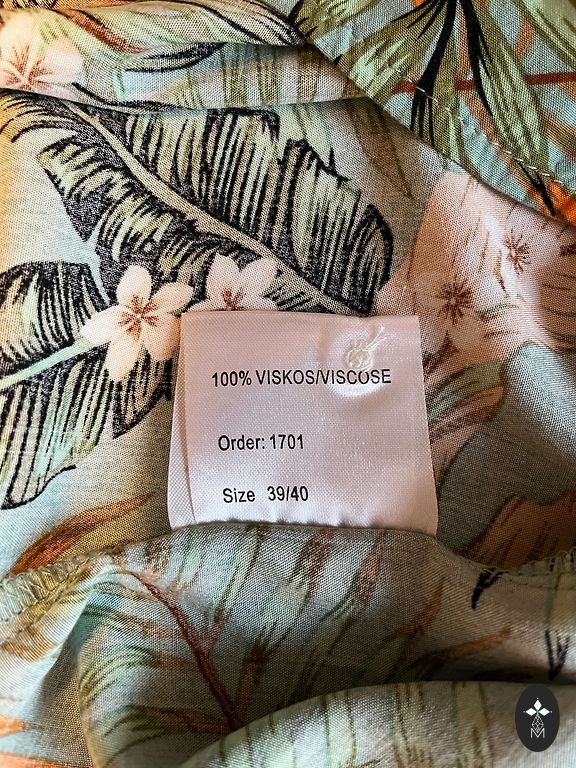 100% VISKOS/VISCOSE
Order: 1701
Size 39/40
M